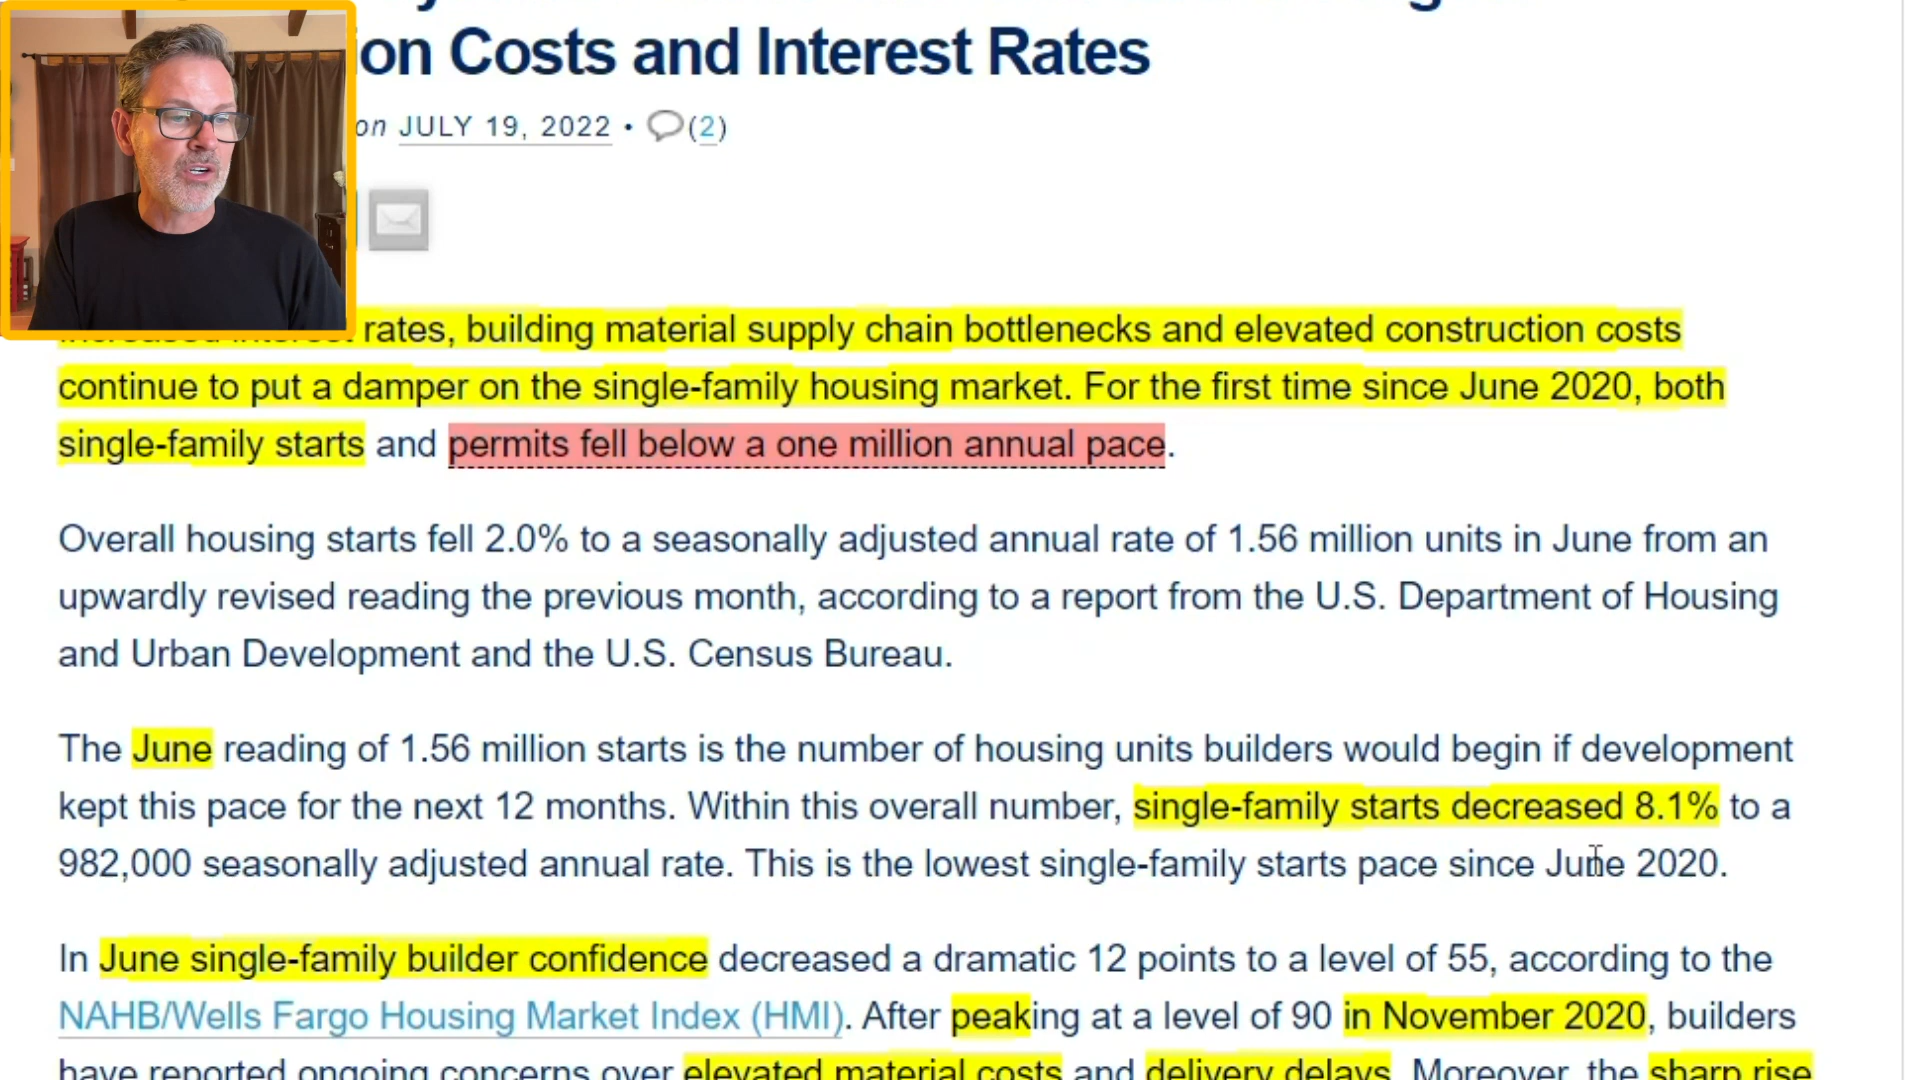 on Costs and Interest Rates
on JULY 19, 2022 • (2)
rates, building material supply chain bottlenecks and elevated construction costs
continue to put a damper on the single-family housing market. For the first time since June 2020, both
single-family starts and permits fell below a one million annual pace.
Overall housing starts fell 2.0% to a seasonally adjusted annual rate of 1.56 million units in June from an
upwardly revised reading the previous month, according to a report from the U.S. Department of Housing
and Urban Development and the U.S. Census Bureau.
The June reading of 1.56 million starts is the number of housing units builders would begin if development
kept this pace for the next 12 months. Within this overall number, single-family starts decreased 8.1% to a
982,000 seasonally adjusted annual rate. This is the lowest single-family starts pace since June 2020.
In June single-family builder confidence decreased a dramatic 12 points to a level of 55, according to the
NAHB/Wells Fargo Housing Market Index (HMI). After peaking at a level of 90 in November 2020, builders
have reported ongoing concerns over elevated material costs and delivery delays. Moreover, the sharp rise